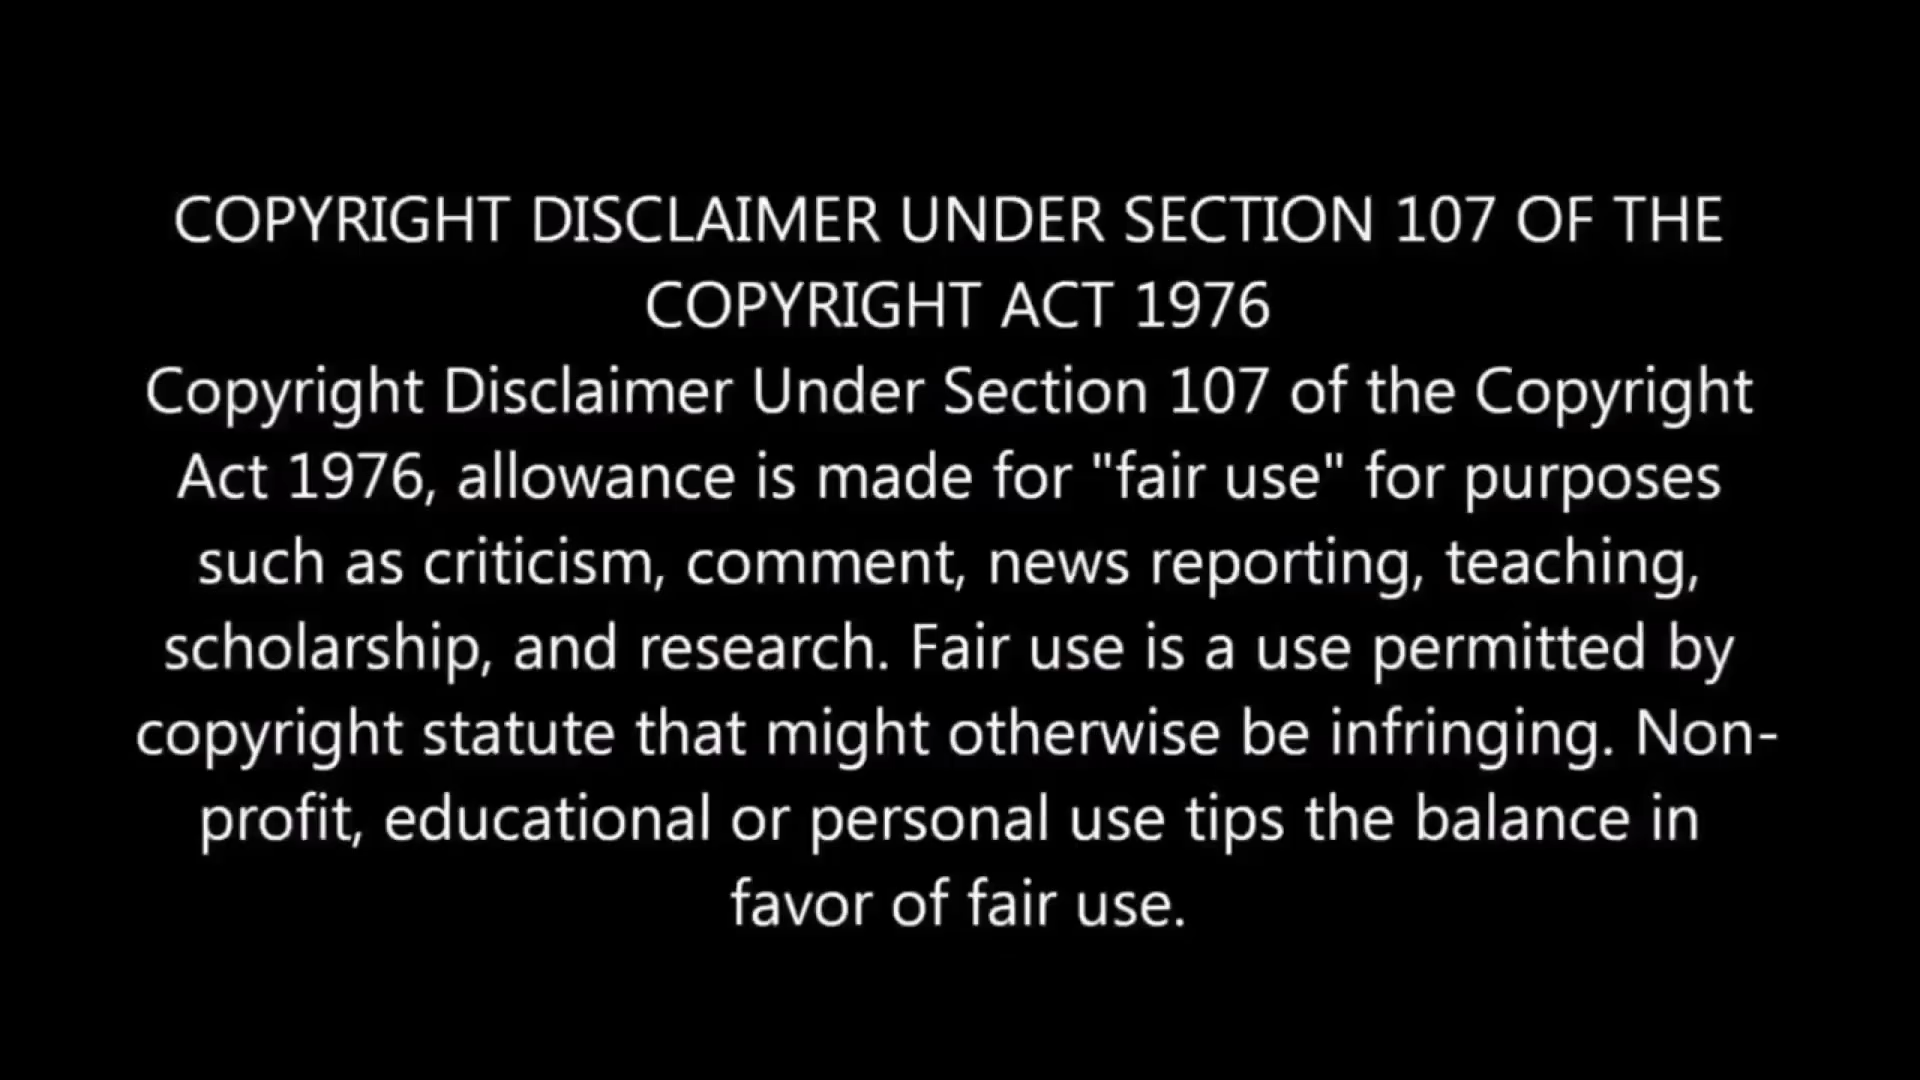 COPYRIGHT DISCLAIMER UNDER SECTION 107 OF THE
COPYRIGHT ACT 1976
Copyright Disclaimer Under Section 107 of the Copyright
Act 1976, allowance is made for "fair use" for purposes
such as criticism, comment, news reporting, teaching,
scholarship, and research. Fair use is a use permitted by
copyright statute that might otherwise be infringing. Non-
profit, educational or personal use tips the balance in
favor of fair use.